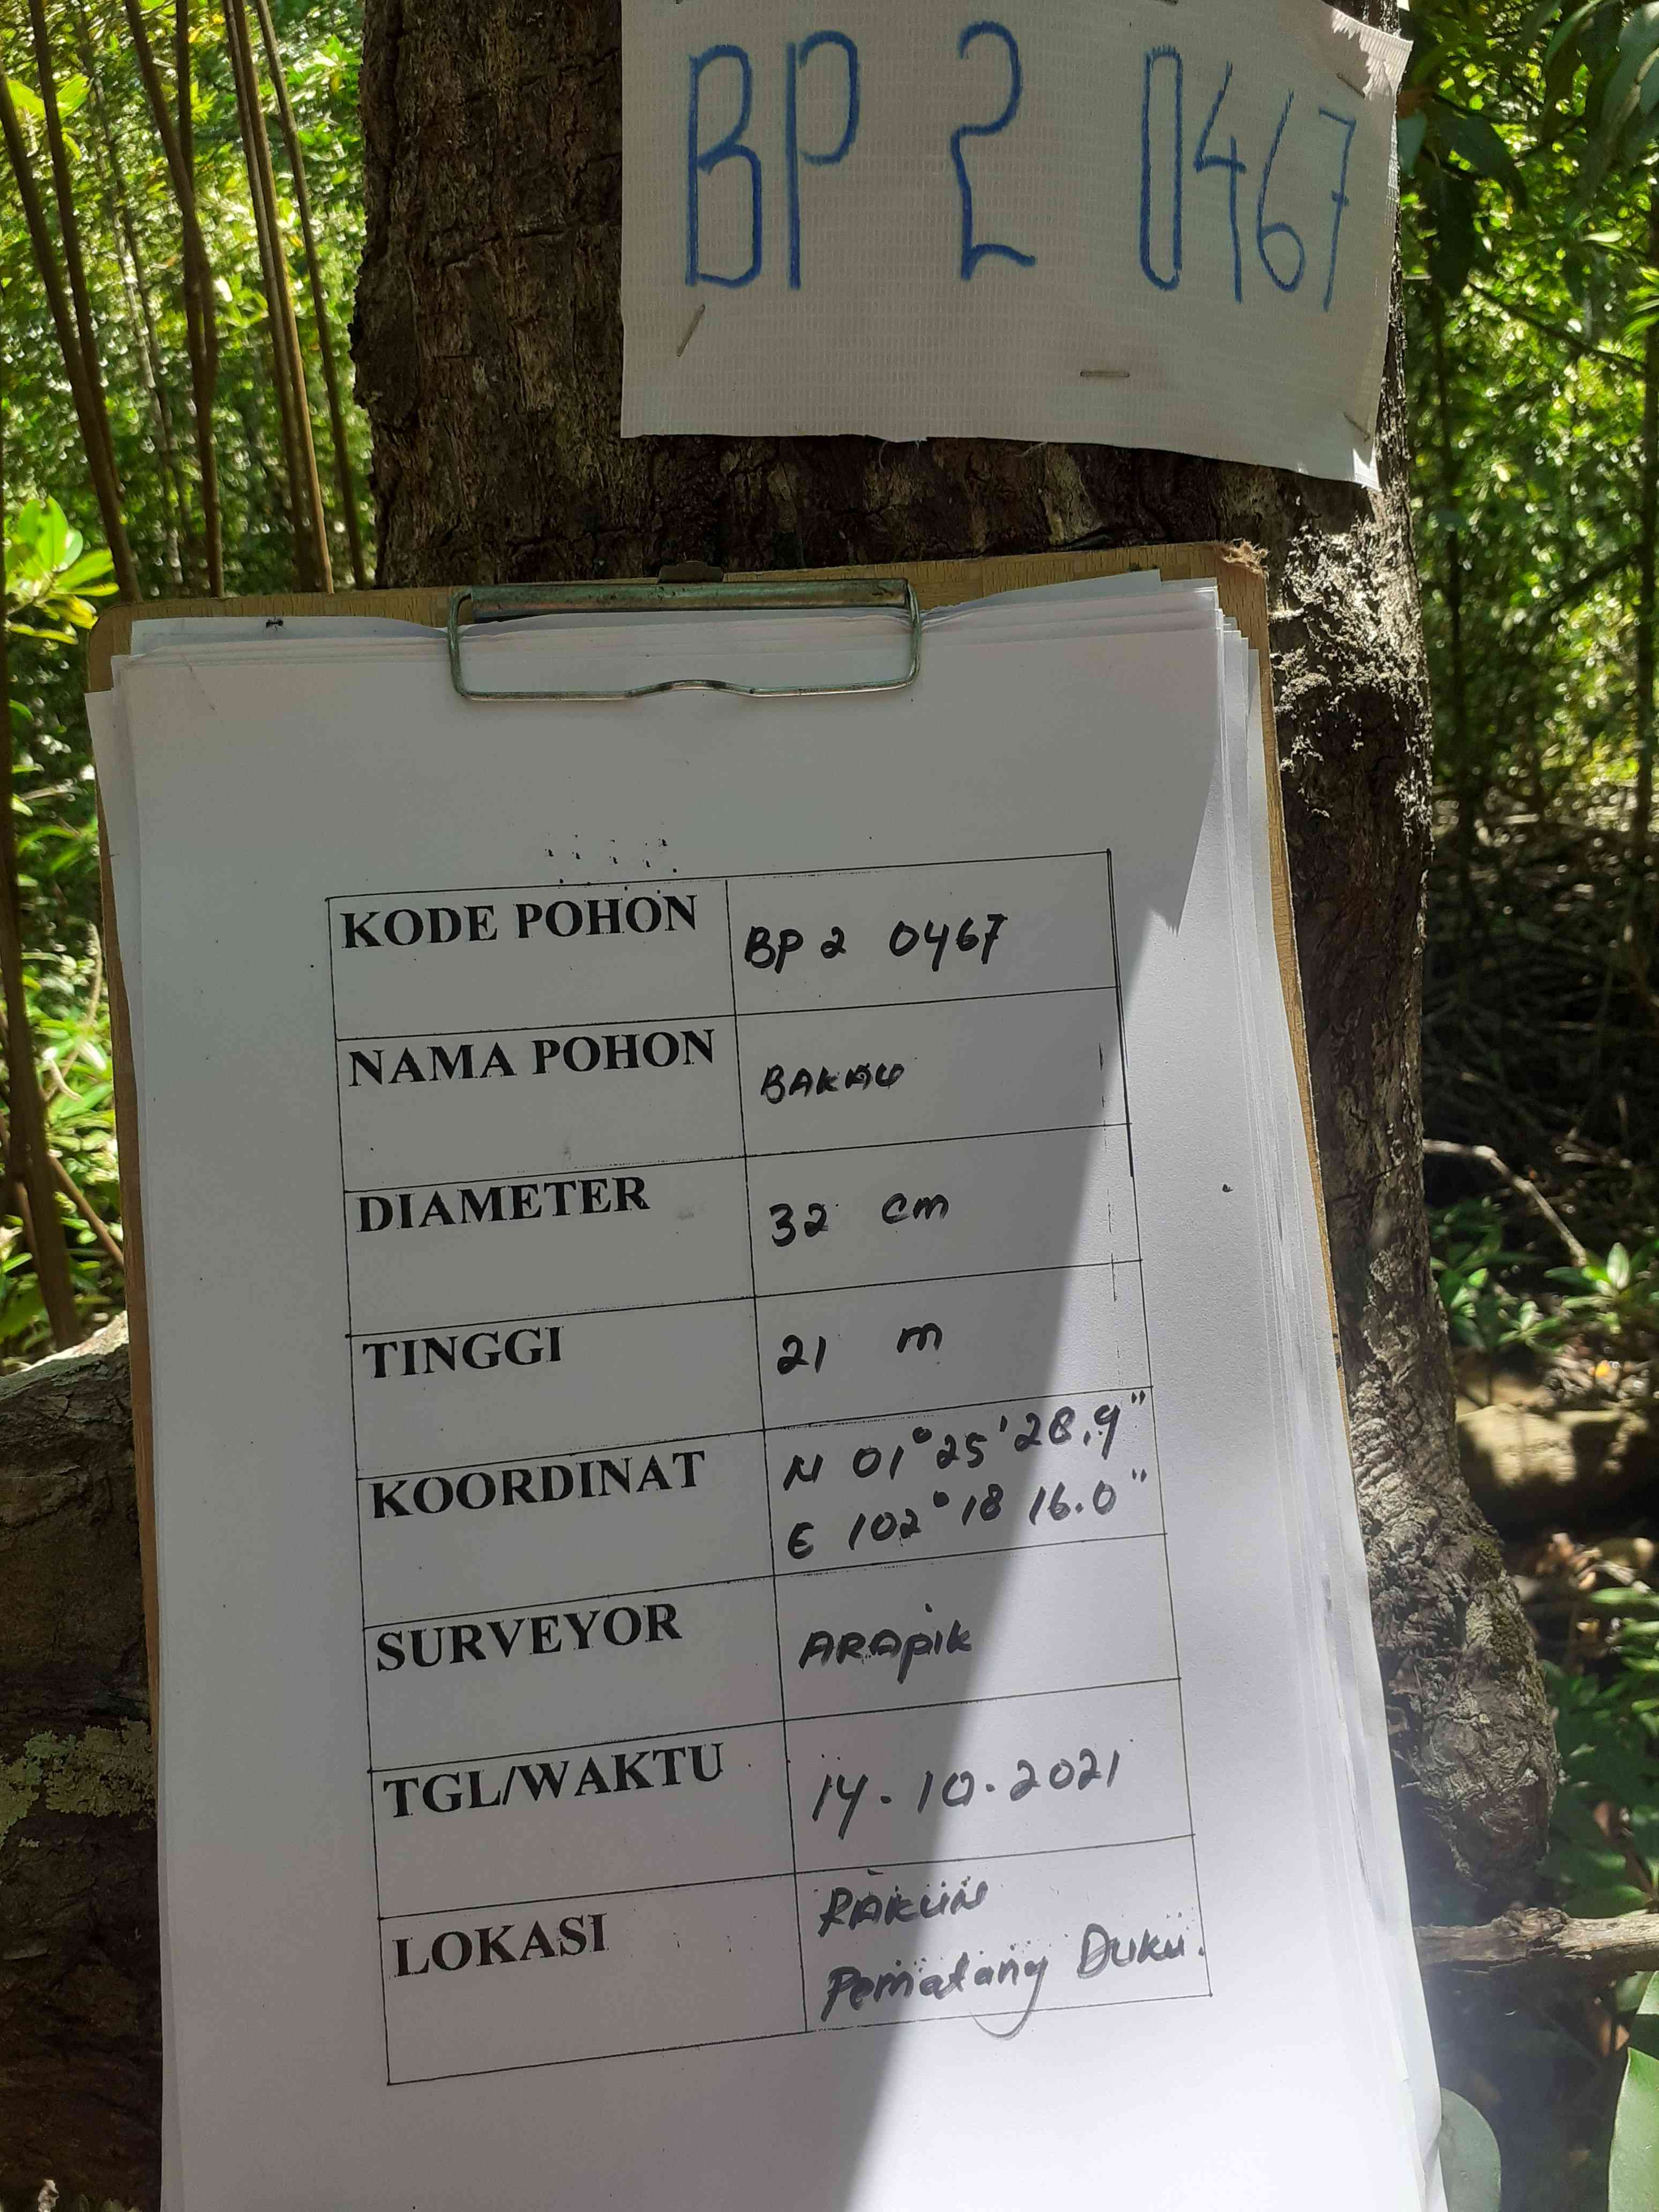 BP 2 0467
KODE POHON BP 2 0467
NAMA POHON BAKAU
DIAMETER 32 cm
TINGGI 21 m
KOORDINAT N 01° 25' 28.9"
E 102° 18 16.0"
SURVEYOR ARAPIK
TGL/WAKTU 14.10.2021
LOKASI RAKUN
Pematang Duku.